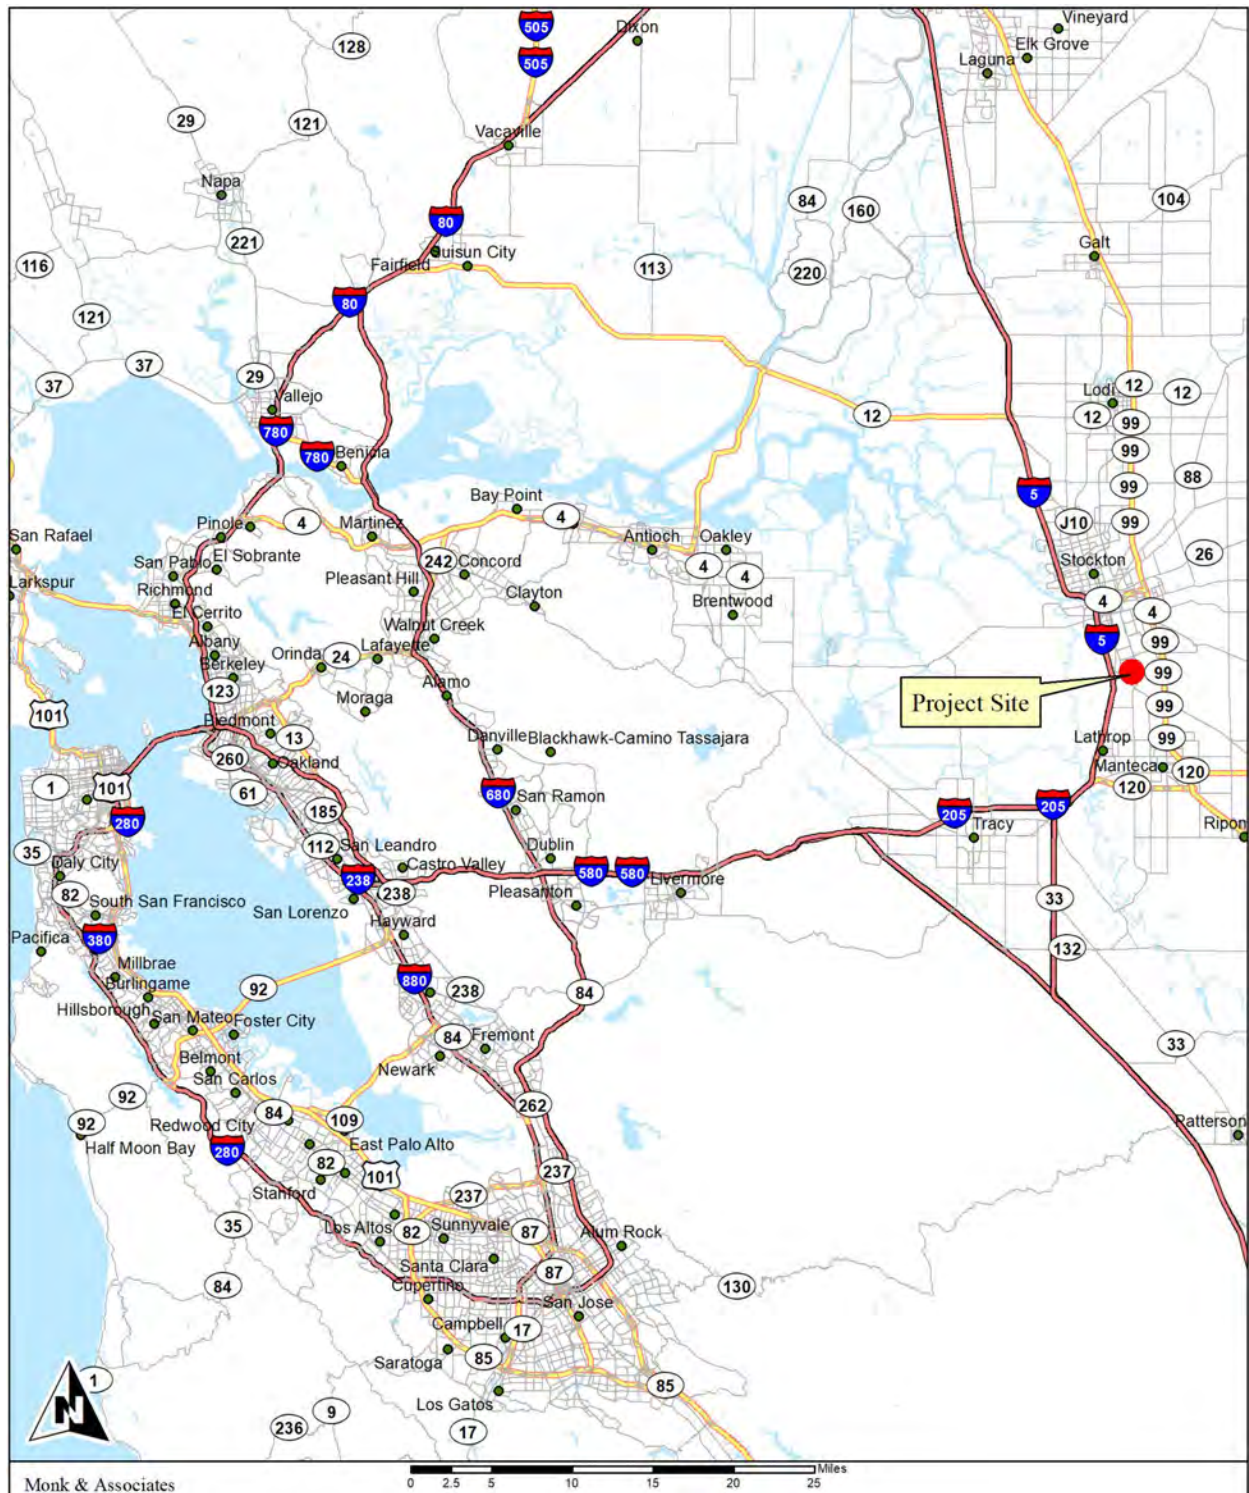 505
Dixon
Vineyard
128
Elk Grove
505
Laguna
29
121
Vacaville
Napa
84
104
160
80
221
Suisun City
Galt
116
Fairfield
113
220
80
121
37
37
29
12
12
Vallejo
Lodi
12
12
99
780
780
Benicia
99
88
5
99
Bay Point
4
4
J10
99
Pinole
Martinez
San Rafael
Antioch
Oakley
26
San Pablo
El Sobrante
242
Concord
Stockton
4
4
Larkspur
Pleasant Hill
Richmond
Clayton
Brentwood
4
4
El Cerrito
Walnut Creek
5
99
Albany
Lafayette
Orinda
24
Berkeley
99
123
Alamo
Project Site
Moraga
99
101
Piedmont
13
Danville
Blackhawk-Camino Tassajara
99
Lathrop
260
Oakland
Manteca
120
1
101
61
680
120
185
San Ramon
205
205
280
Tracy
Ripon
35
112
San Leandro
Dublin
Daly City
Castro Valley
580
580
238
238
Livermore
82
Pleasanton
South San Francisco
San Lorenzo
33
Hayward
380
Pacifica
132
Millbrae
880
Burlingame
92
238
84
Hillsborough
San Mateo
Foster City
84
Fremont
33
Belmont
Newark
San Carlos
92
262
84
109
92
Redwood City
Patterson
Half Moon Bay
280
East Palo Alto
82
101
237
Stanford
237
35
Los Altos
82
Sunnyvale
87
Alum Rock
Santa Clara
87
84
130
Cupertino
San Jose
Campbell
17
Saratoga
85
N
1
85
Los Gatos
9
236
17
Miles
0 2.5 5 10 15 20 25
Monk & Associates